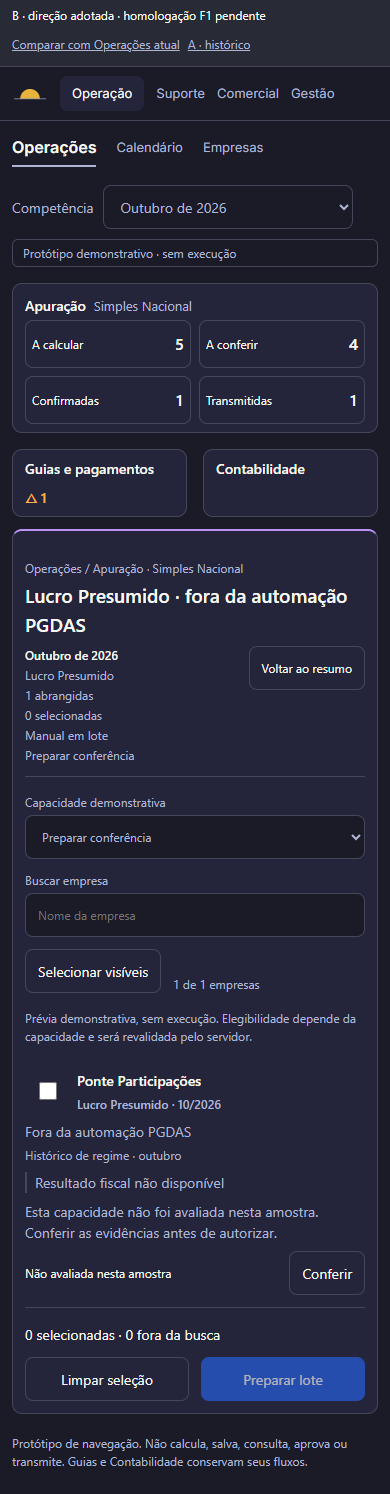 B · direção adotada · homologação F1 pendente
Comparar com Operações atual A · histórico
Operação Suporte Comercial Gestão
Operações Calendário Empresas
Competência Outubro de 2026
Protótipo demonstrativo · sem execução
Apuração Simples Nacional
A calcular 5 A conferir 4
Confirmadas 1 Transmitidas 1
Guias e pagamentos Contabilidade
△ 1
Operações / Apuração · Simples Nacional
Lucro Presumido · fora da automação
PGDAS
Outubro de 2026
Voltar ao resumo
Lucro Presumido
1 abrangidas
0 selecionadas
Manual em lote
Preparar conferência
Capacidade demonstrativa
Preparar conferência
Buscar empresa
Nome da empresa
Selecionar visíveis 1 de 1 empresas
Prévia demonstrativa, sem execução. Elegibilidade depende da
capacidade e será revalidada pelo servidor.
Ponte Participações
Lucro Presumido · 10/2026
Fora da automação PGDAS
Histórico de regime · outubro
Resultado fiscal não disponível
Esta capacidade não foi avaliada nesta amostra.
Conferir as evidências antes de autorizar.
Não avaliada nesta amostra Conferir
0 selecionadas · 0 fora da busca
Limpar seleção Preparar lote
Protótipo de navegação. Não calcula, salva, consulta, aprova ou
transmite. Guias e Contabilidade conservam seus fluxos.